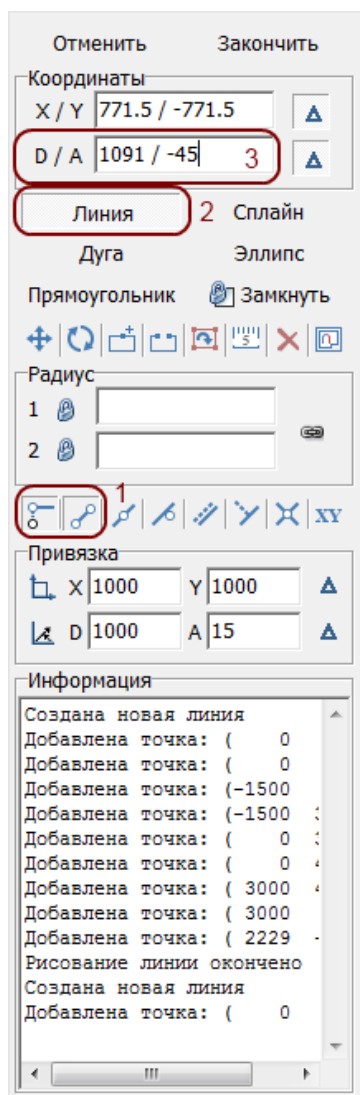 Отменить Закончить
Координаты
X / Y 771.5 / -771.5
D / A 1091 / -45 3
Линия 2 Сплайн
Дуга Эллипс
Прямоугольник Замкнуть
5
Радиус
1
2
1
XY
Привязка
X 1000 Y 1000
D 1000 A 15
Информация
Создана новая линия
Добавлена точка: ( 0
Добавлена точка: ( 0
Добавлена точка: (-1500
Добавлена точка: (-1500
Добавлена точка: ( 0
Добавлена точка: ( 0
Добавлена точка: ( 3000
Добавлена точка: ( 3000
Добавлена точка: ( 2229 -
Рисование линии окончено
Создана новая линия
Добавлена точка: ( 0